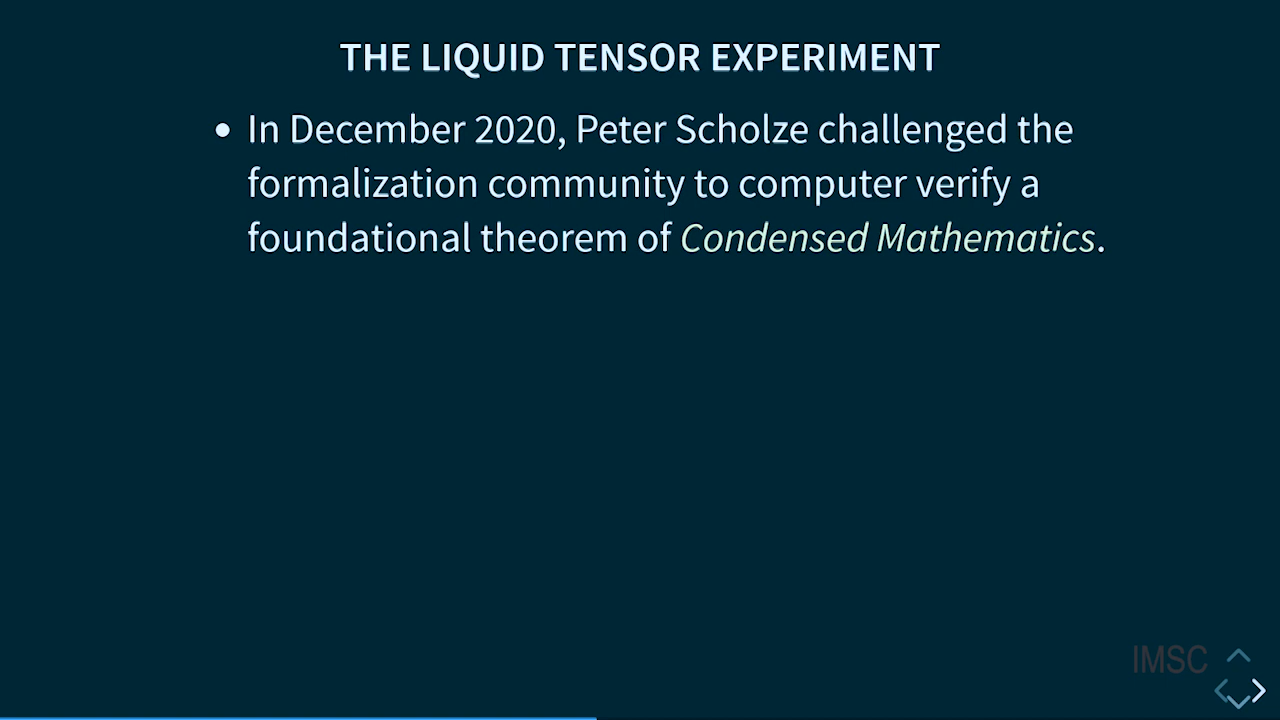 THE LIQUID TENSOR EXPERIMENT
• In December 2020, Peter Scholze challenged the
formalization community to computer verify a
foundational theorem of Condensed Mathematics.
IMSC